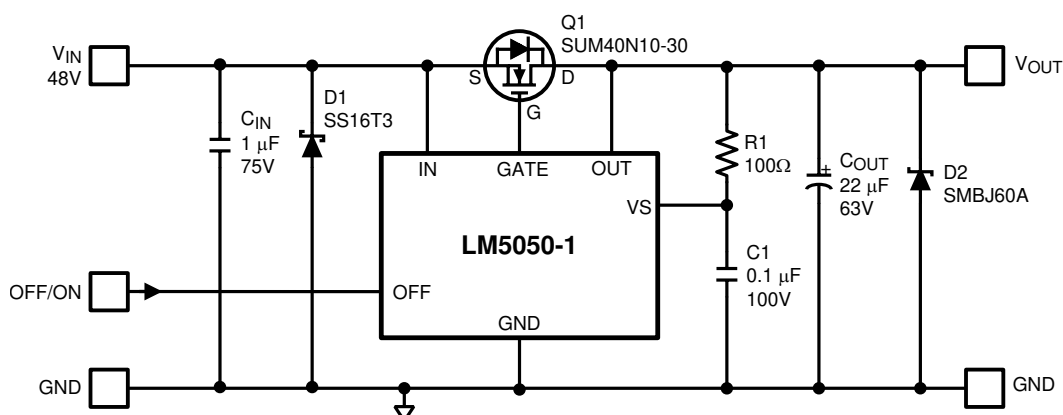 Q1
SUM40N10-30
VIN
48V
S
D
G
VOUT
CIN
1 μF
75V
D1
SS16T3
IN
GATE
OUT
R1
100Ω
COUT
22 μF
63V
+
D2
SMBJ60A
VS
LM5050-1
C1
0.1 μF
100V
OFF/ON
OFF
GND
GND
GND